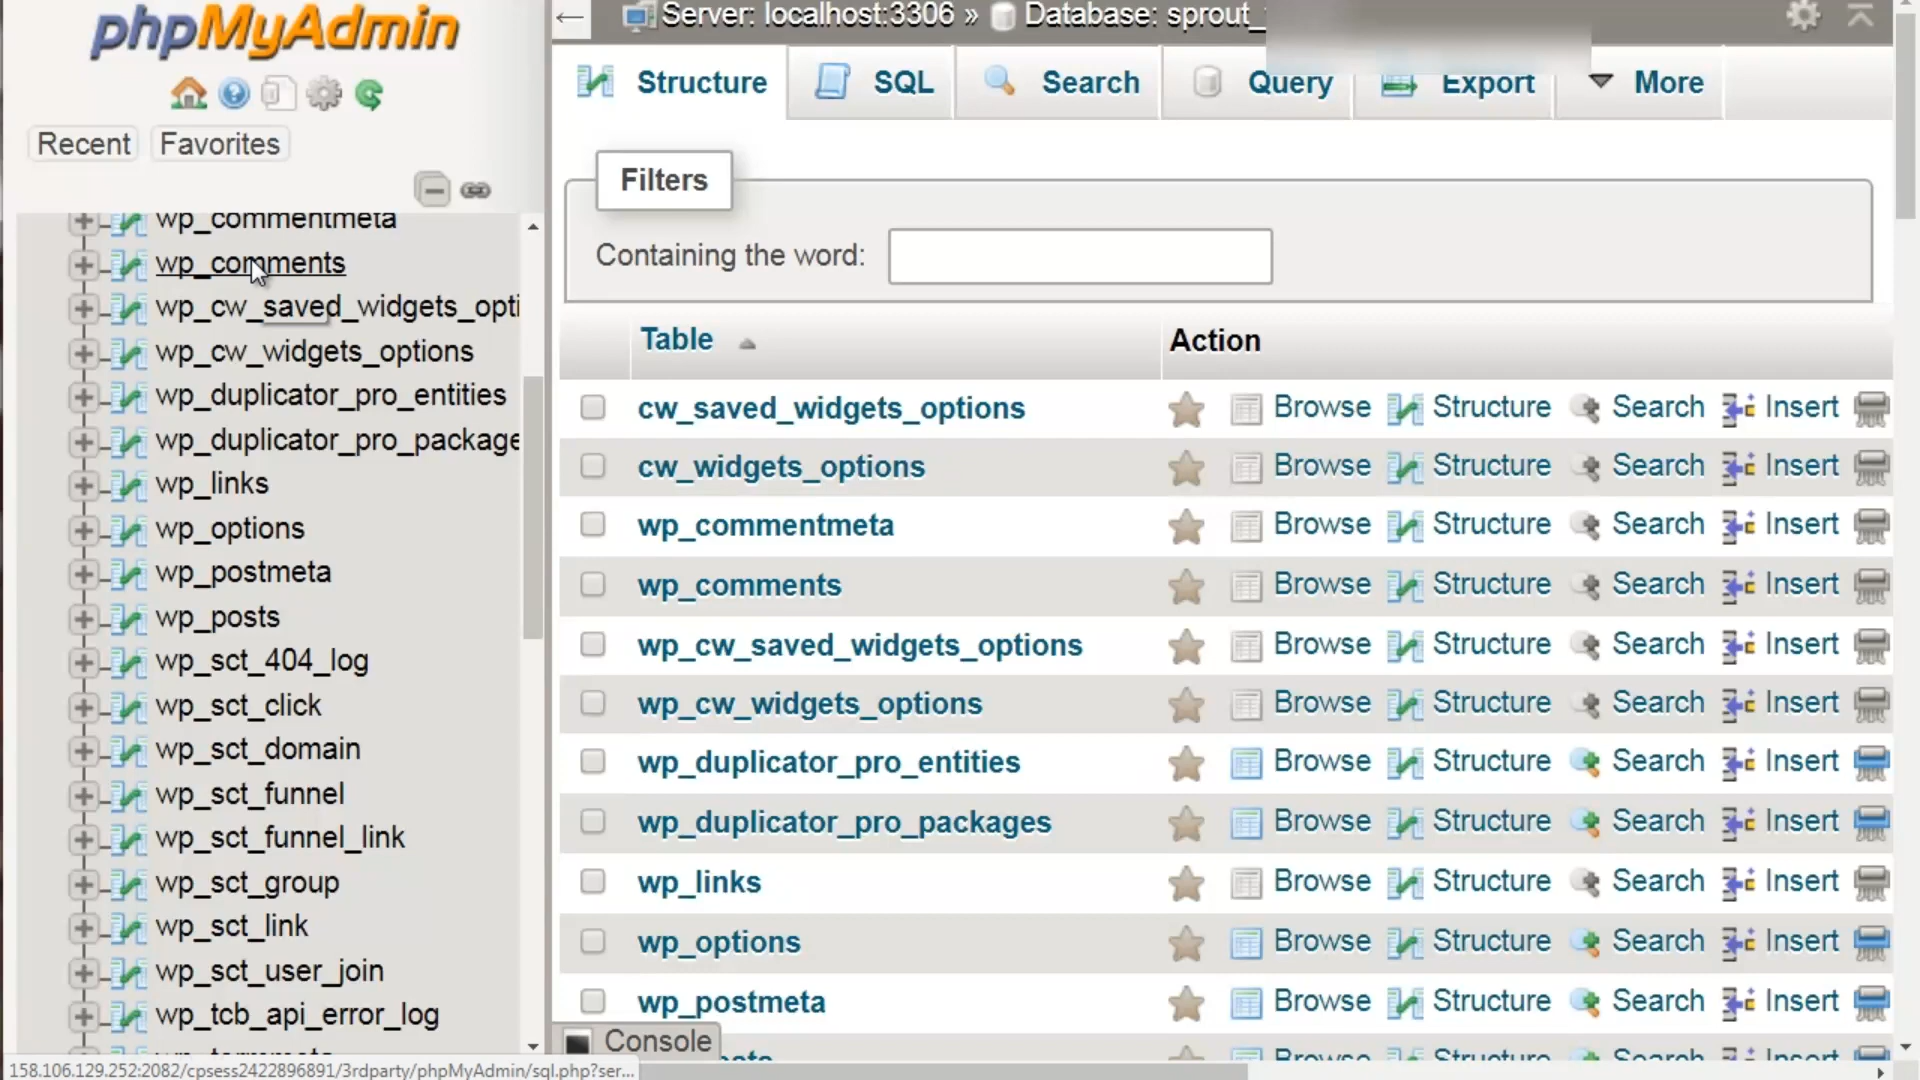 phpMyAdmin
Recent Favorites
wp_commentmeta
wp_comments
wp_cw_saved_widgets_opti
wp_cw_widgets_options
wp_duplicator_pro_entities
wp_duplicator_pro_package
wp_links
wp_options
wp_postmeta
wp_posts
wp_sct_404_log
wp_sct_click
wp_sct_domain
wp_sct_funnel
wp_sct_funnel_link
wp_sct_group
wp_sct_link
wp_sct_user_join
wp_tcb_api_error_log
wp_termmeta
158.106.129.252:2082/cpsess2422896891/3rdparty/phpMyAdmin/sql.php?ser...
Server: localhost:3306 » Database: sprout_
Structure SQL Search Query Export More
Filters
Containing the word:
Table Action
cw_saved_widgets_options Browse Structure Search Insert
cw_widgets_options Browse Structure Search Insert
wp_commentmeta Browse Structure Search Insert
wp_comments Browse Structure Search Insert
wp_cw_saved_widgets_options Browse Structure Search Insert
wp_cw_widgets_options Browse Structure Search Insert
wp_duplicator_pro_entities Browse Structure Search Insert
wp_duplicator_pro_packages Browse Structure Search Insert
wp_links Browse Structure Search Insert
wp_options Browse Structure Search Insert
wp_postmeta Browse Structure Search Insert
Console
Browse Structure Search Insert